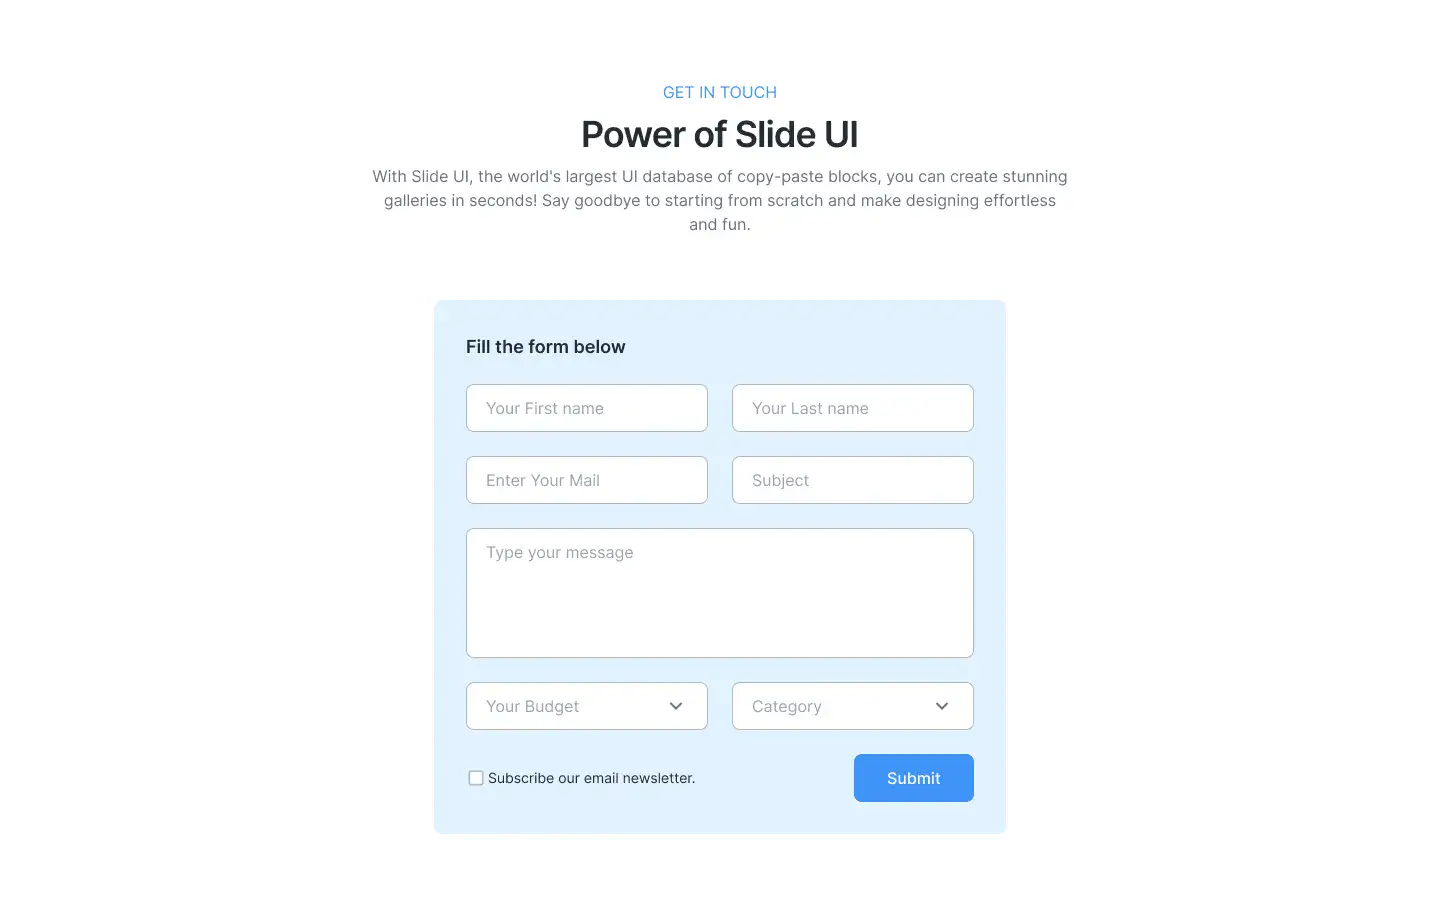 GET IN TOUCH
Power of Slide UI
With Slide UI, the world's largest UI database of copy-paste blocks, you can create stunning
galleries in seconds! Say goodbye to starting from scratch and make designing effortless
and fun.
Fill the form below
Your First name
Your Last name
Enter Your Mail
Subject
Type your message
Your Budget
Category
Subscribe our email newsletter.
Submit